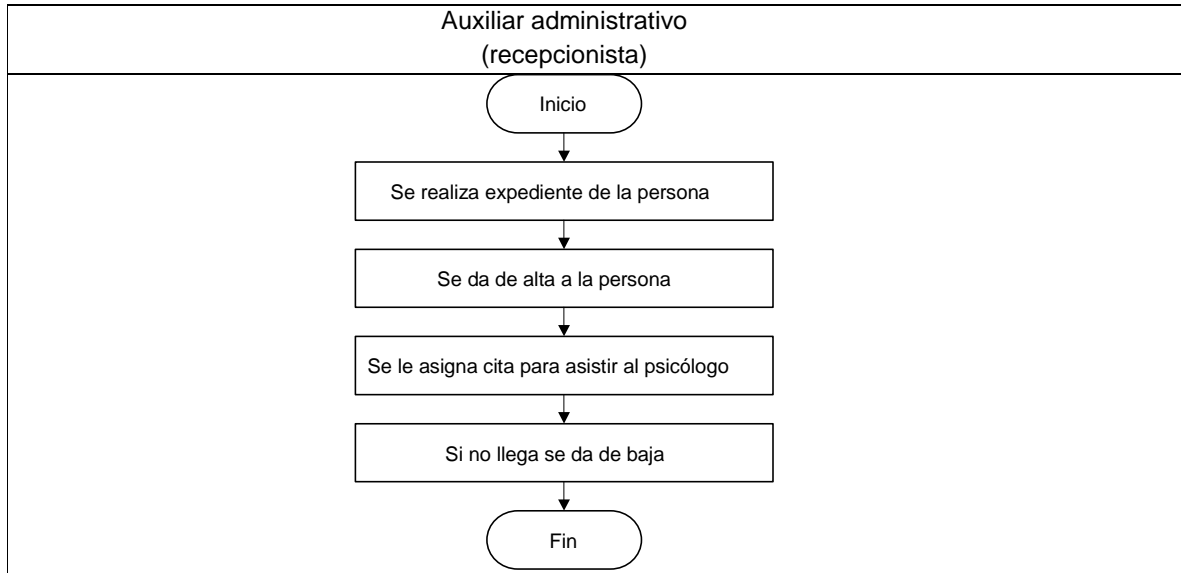 Auxiliar administrativo
(recepcionista)
Inicio
Se realiza expediente de la persona
Se da de alta a la persona
Se le asigna cita para asistir al psicólogo
Si no llega se da de baja
Fin